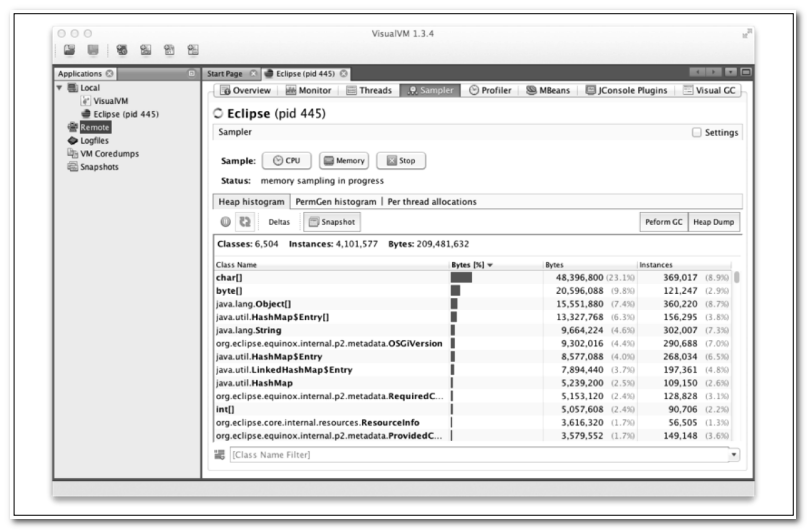 VisualVM 1.3.4
Applications
Start Page Eclipse (pid 445)
Local
VisualVM
Eclipse (pid 445)
Remote
Logfiles
VM Coredumps
Snapshots
Overview Monitor Threads Sampler Profiler MBeans JConsole Plugins Visual GC
Eclipse (pid 445)
Sampler Settings
Sample: CPU Memory Stop
Status: memory sampling in progress
Heap histogram PermGen histogram Per thread allocations
Deltas Snapshot Peform GC Heap Dump
Classes: 6,504 Instances: 4,101,577 Bytes: 209,481,632
Class Name Bytes [%] Bytes Instances
char[] 48,396,800 (23.1%) 369,017 (8.9%)
byte[] 20,596,088 (9.8%) 121,247 (2.9%)
java.lang.Object[] 15,551,880 (7.4%) 360,220 (8.7%)
java.util.HashMap$Entry[] 13,327,768 (6.3%) 156,295 (3.8%)
java.lang.String 9,664,224 (4.6%) 302,007 (7.3%)
org.eclipse.equinox.internal.p2.metadata.OSGiVersion 9,302,016 (4.4%) 290,688 (7.0%)
java.util.HashMap$Entry 8,577,088 (4.0%) 268,034 (6.5%)
java.util.LinkedHashMap$Entry 7,894,440 (3.7%) 197,361 (4.8%)
java.util.HashMap 5,239,200 (2.5%) 109,150 (2.6%)
org.eclipse.equinox.internal.p2.metadata.RequiredC... 5,153,120 (2.4%) 128,828 (3.1%)
int[] 5,057,608 (2.4%) 90,706 (2.2%)
org.eclipse.core.internal.resources.ResourceInfo 3,616,320 (1.7%) 56,505 (1.3%)
org.eclipse.equinox.internal.p2.metadata.ProvidedC... 3,579,552 (1.7%) 149,148 (3.6%)
[Class Name Filter]